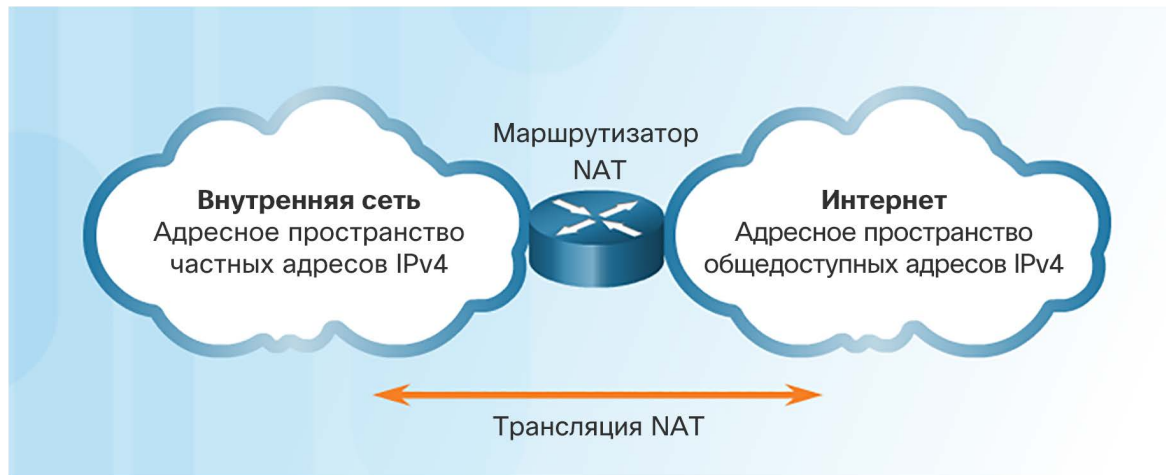 Маршрутизатор
NAT
Внутренняя сеть
Адресное пространство
частных адресов IPv4
Интернет
Адресное пространство
общедоступных адресов IPv4
Трансляция NAT